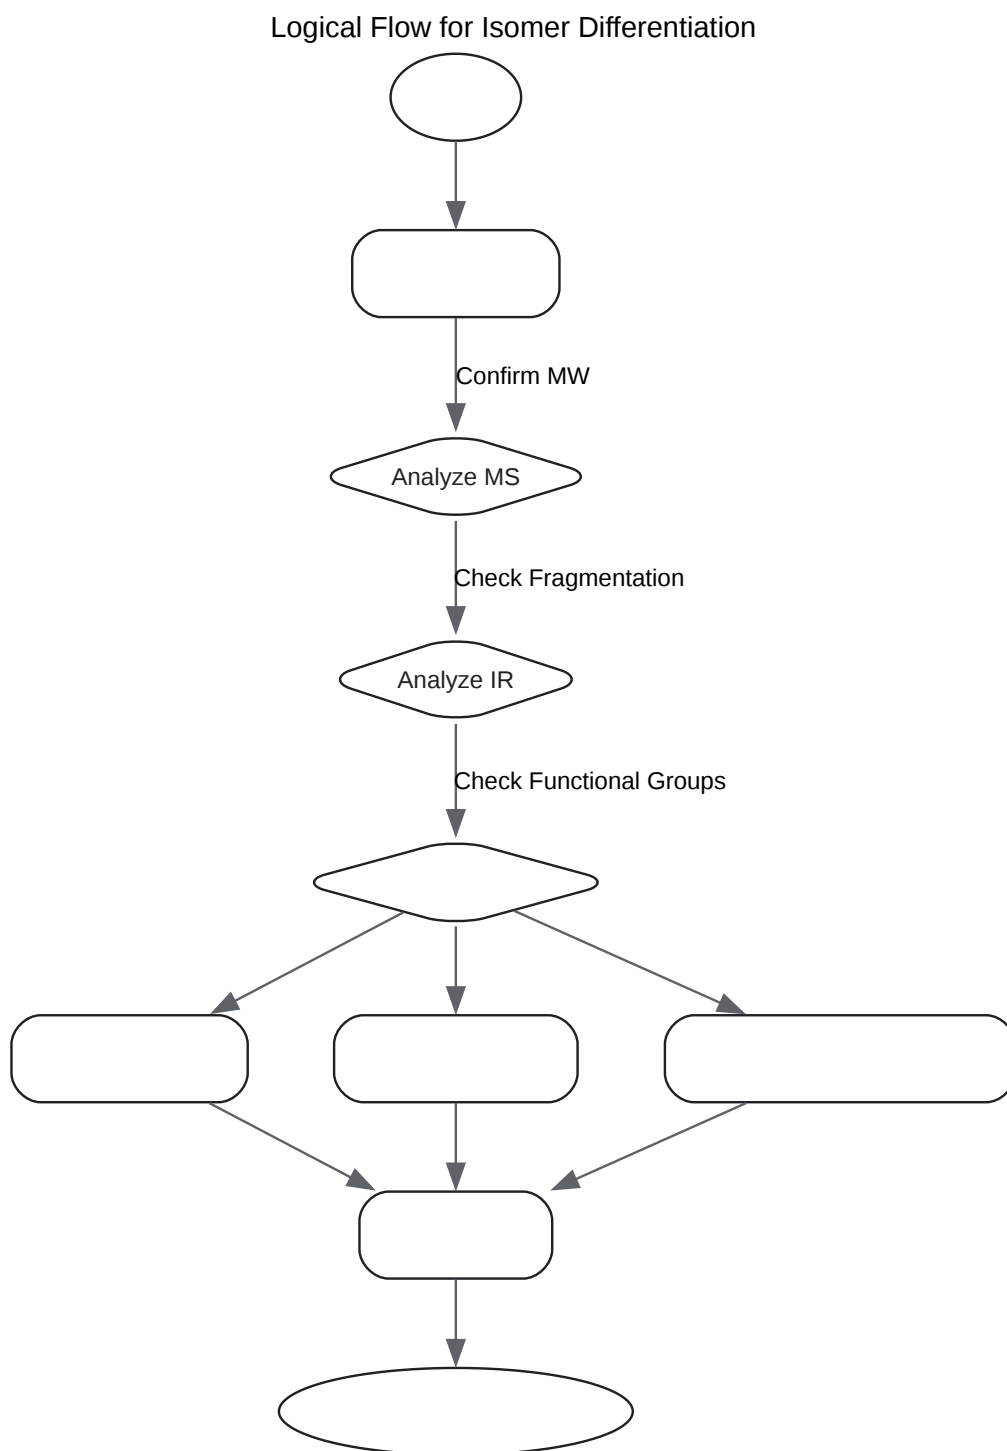 Logical Flow for Isomer Differentiation
Confirm MW
Analyze MS
Check Fragmentation
Analyze IR
Check Functional Groups